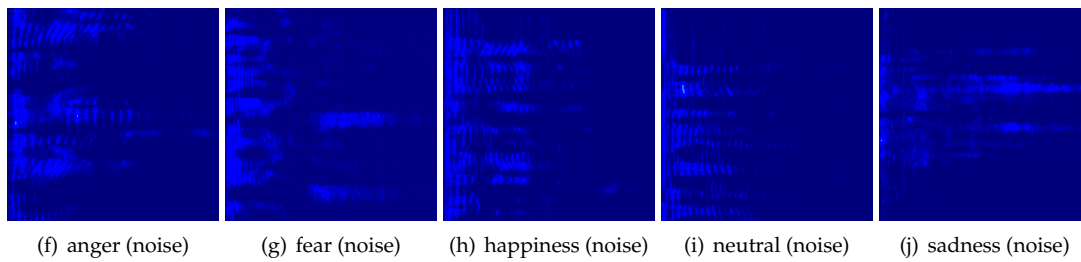 (f) anger (noise) (g) fear (noise) (h) happiness (noise) (i) neutral (noise) (j) sadness (noise)